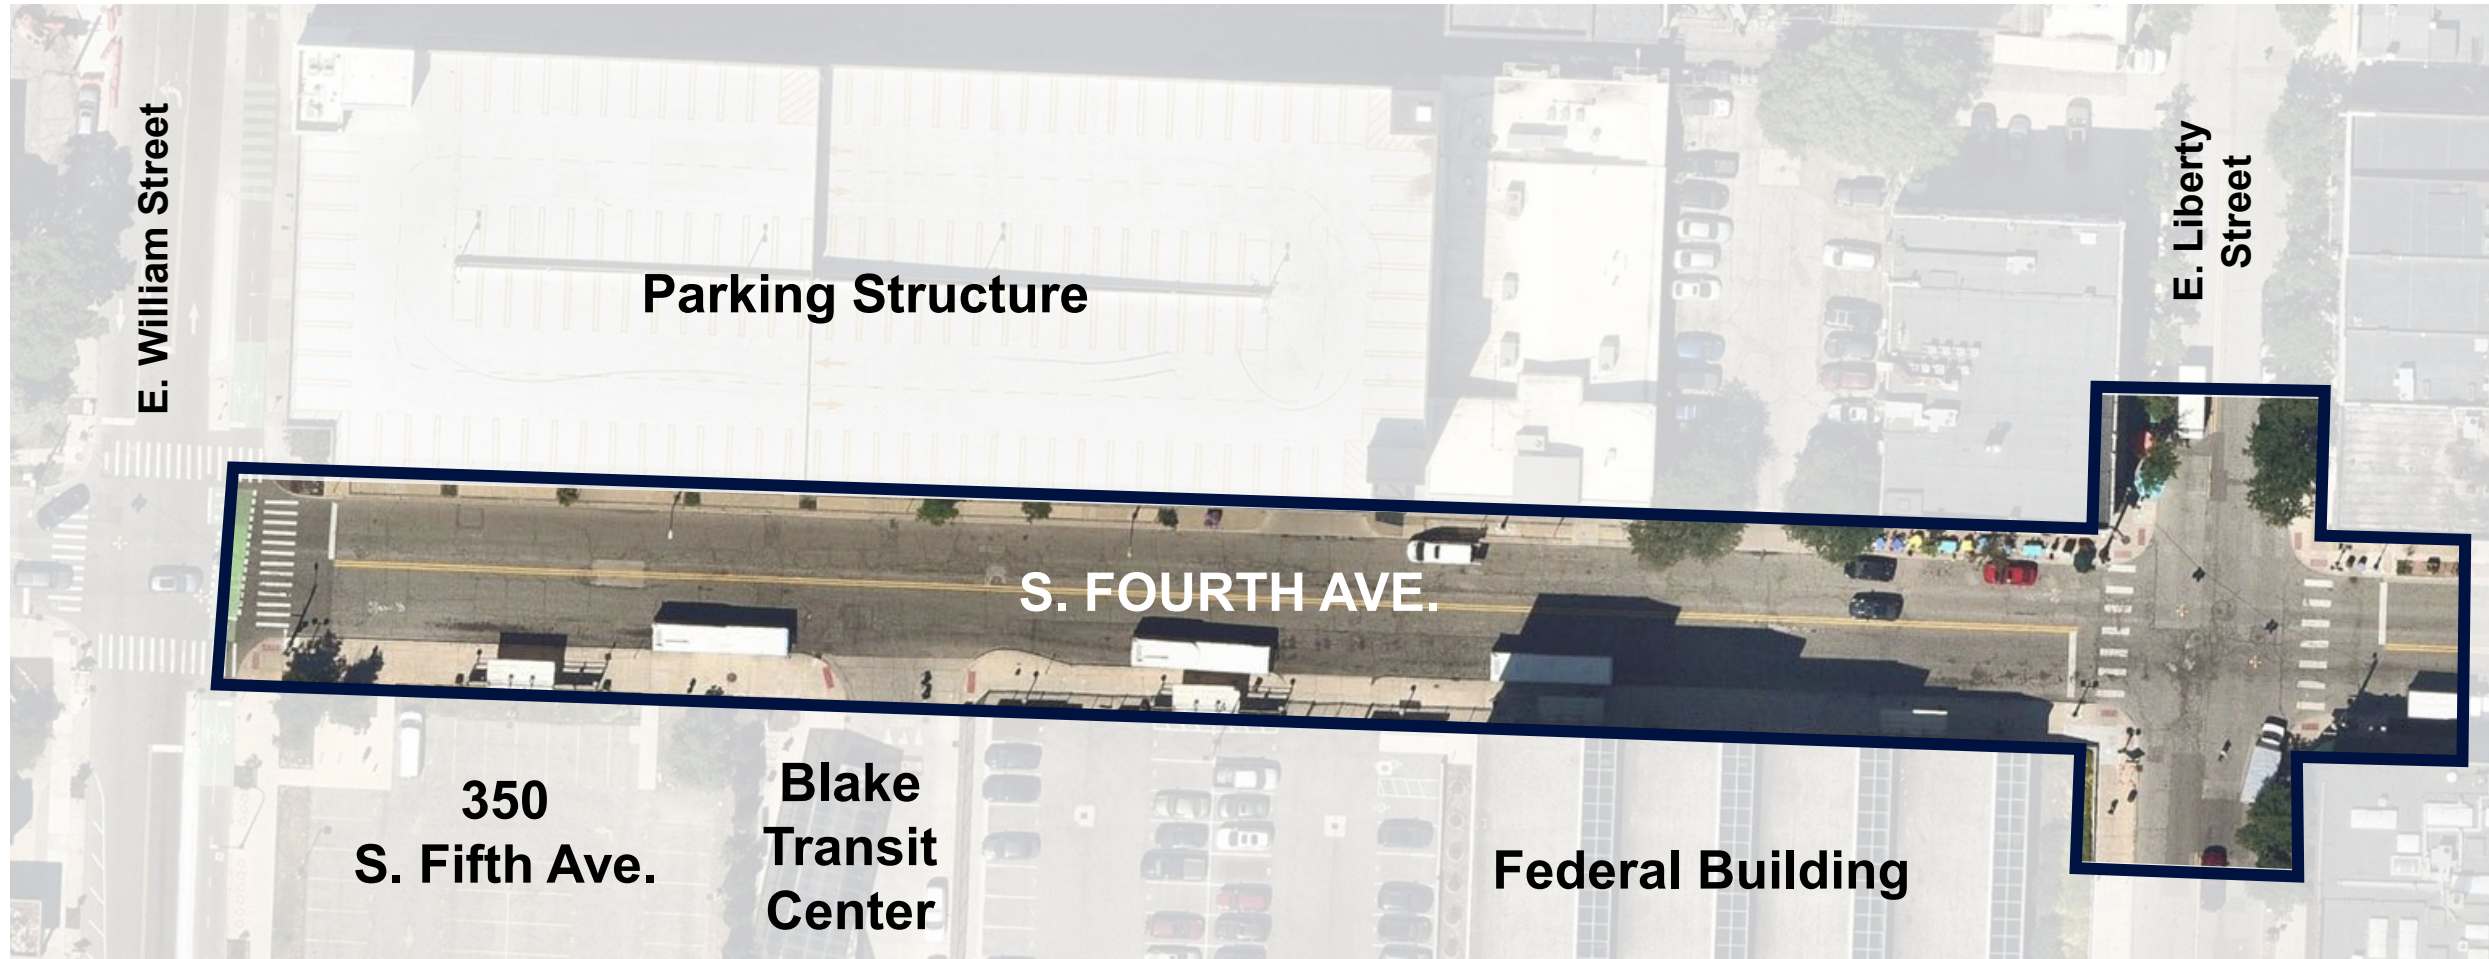 E. William Street
Parking Structure
E. Liberty
Street
S. FOURTH AVE.
350
S. Fifth Ave.
Blake
Transit
Center
Federal Building